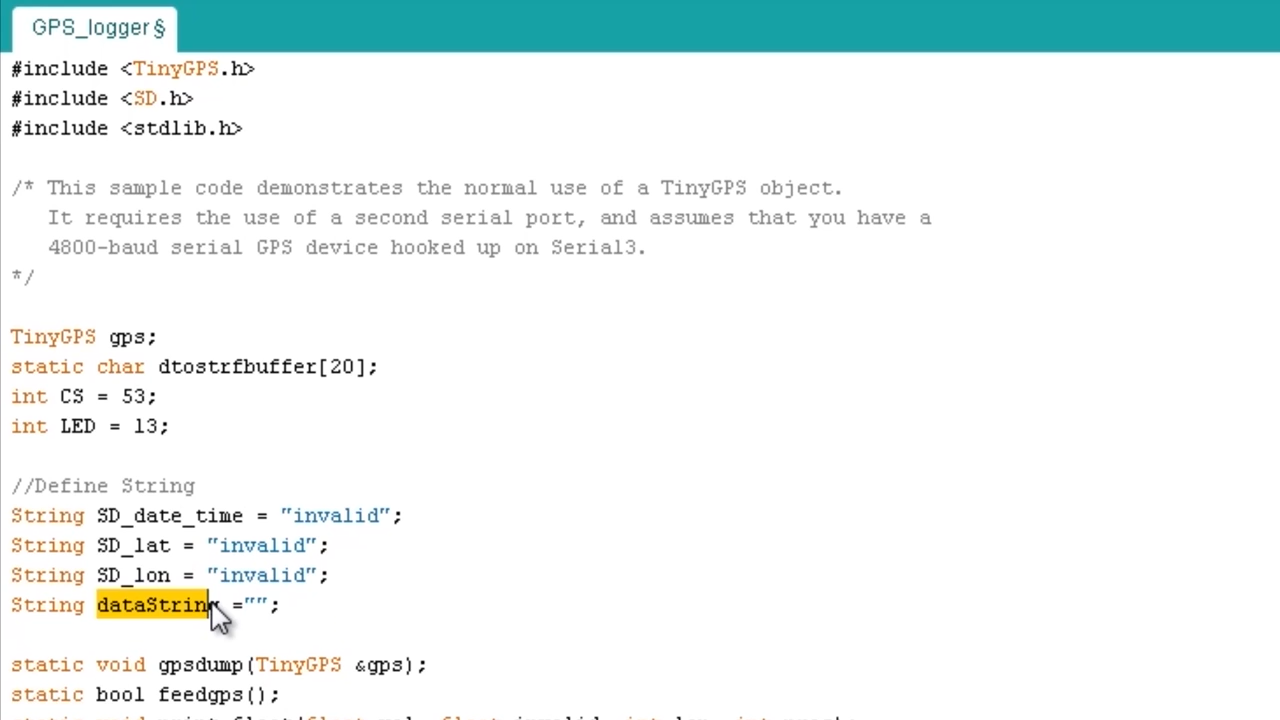 GPS_logger§
#include <TinyGPS.h>
#include <SD.h>
#include <stdlib.h>
/* This sample code demonstrates the normal use of a TinyGPS object.
It requires the use of a second serial port, and assumes that you have a
4800-baud serial GPS device hooked up on Serial3.
*/
TinyGPS gps;
static char dtostrfbuffer[20];
int CS = 53;
int LED = 13;
//Define String
String SD_date_time = "invalid";
String SD_lat = "invalid";
String SD_lon = "invalid";
String dataString ="";
static void gpsdump(TinyGPS &gps);
static bool feedgps();